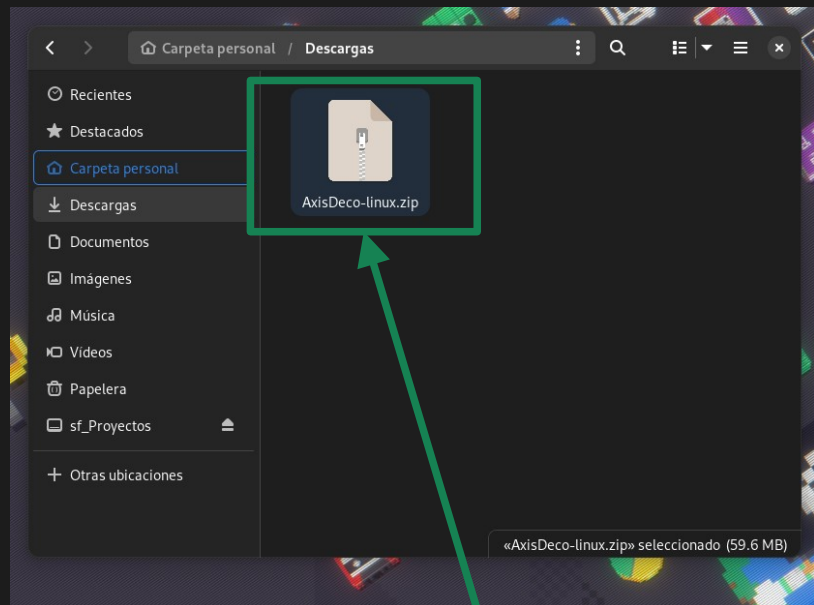 Carpeta personal / Descargas
Recientes
Destacados
Carpeta personal
Descargas
Documentos
Imágenes
Música
Vídeos
Papelera
sf_Proyectos
Otras ubicaciones
AxisDeco-linux.zip
«AxisDeco-linux.zip» seleccionado (59.6 MB)